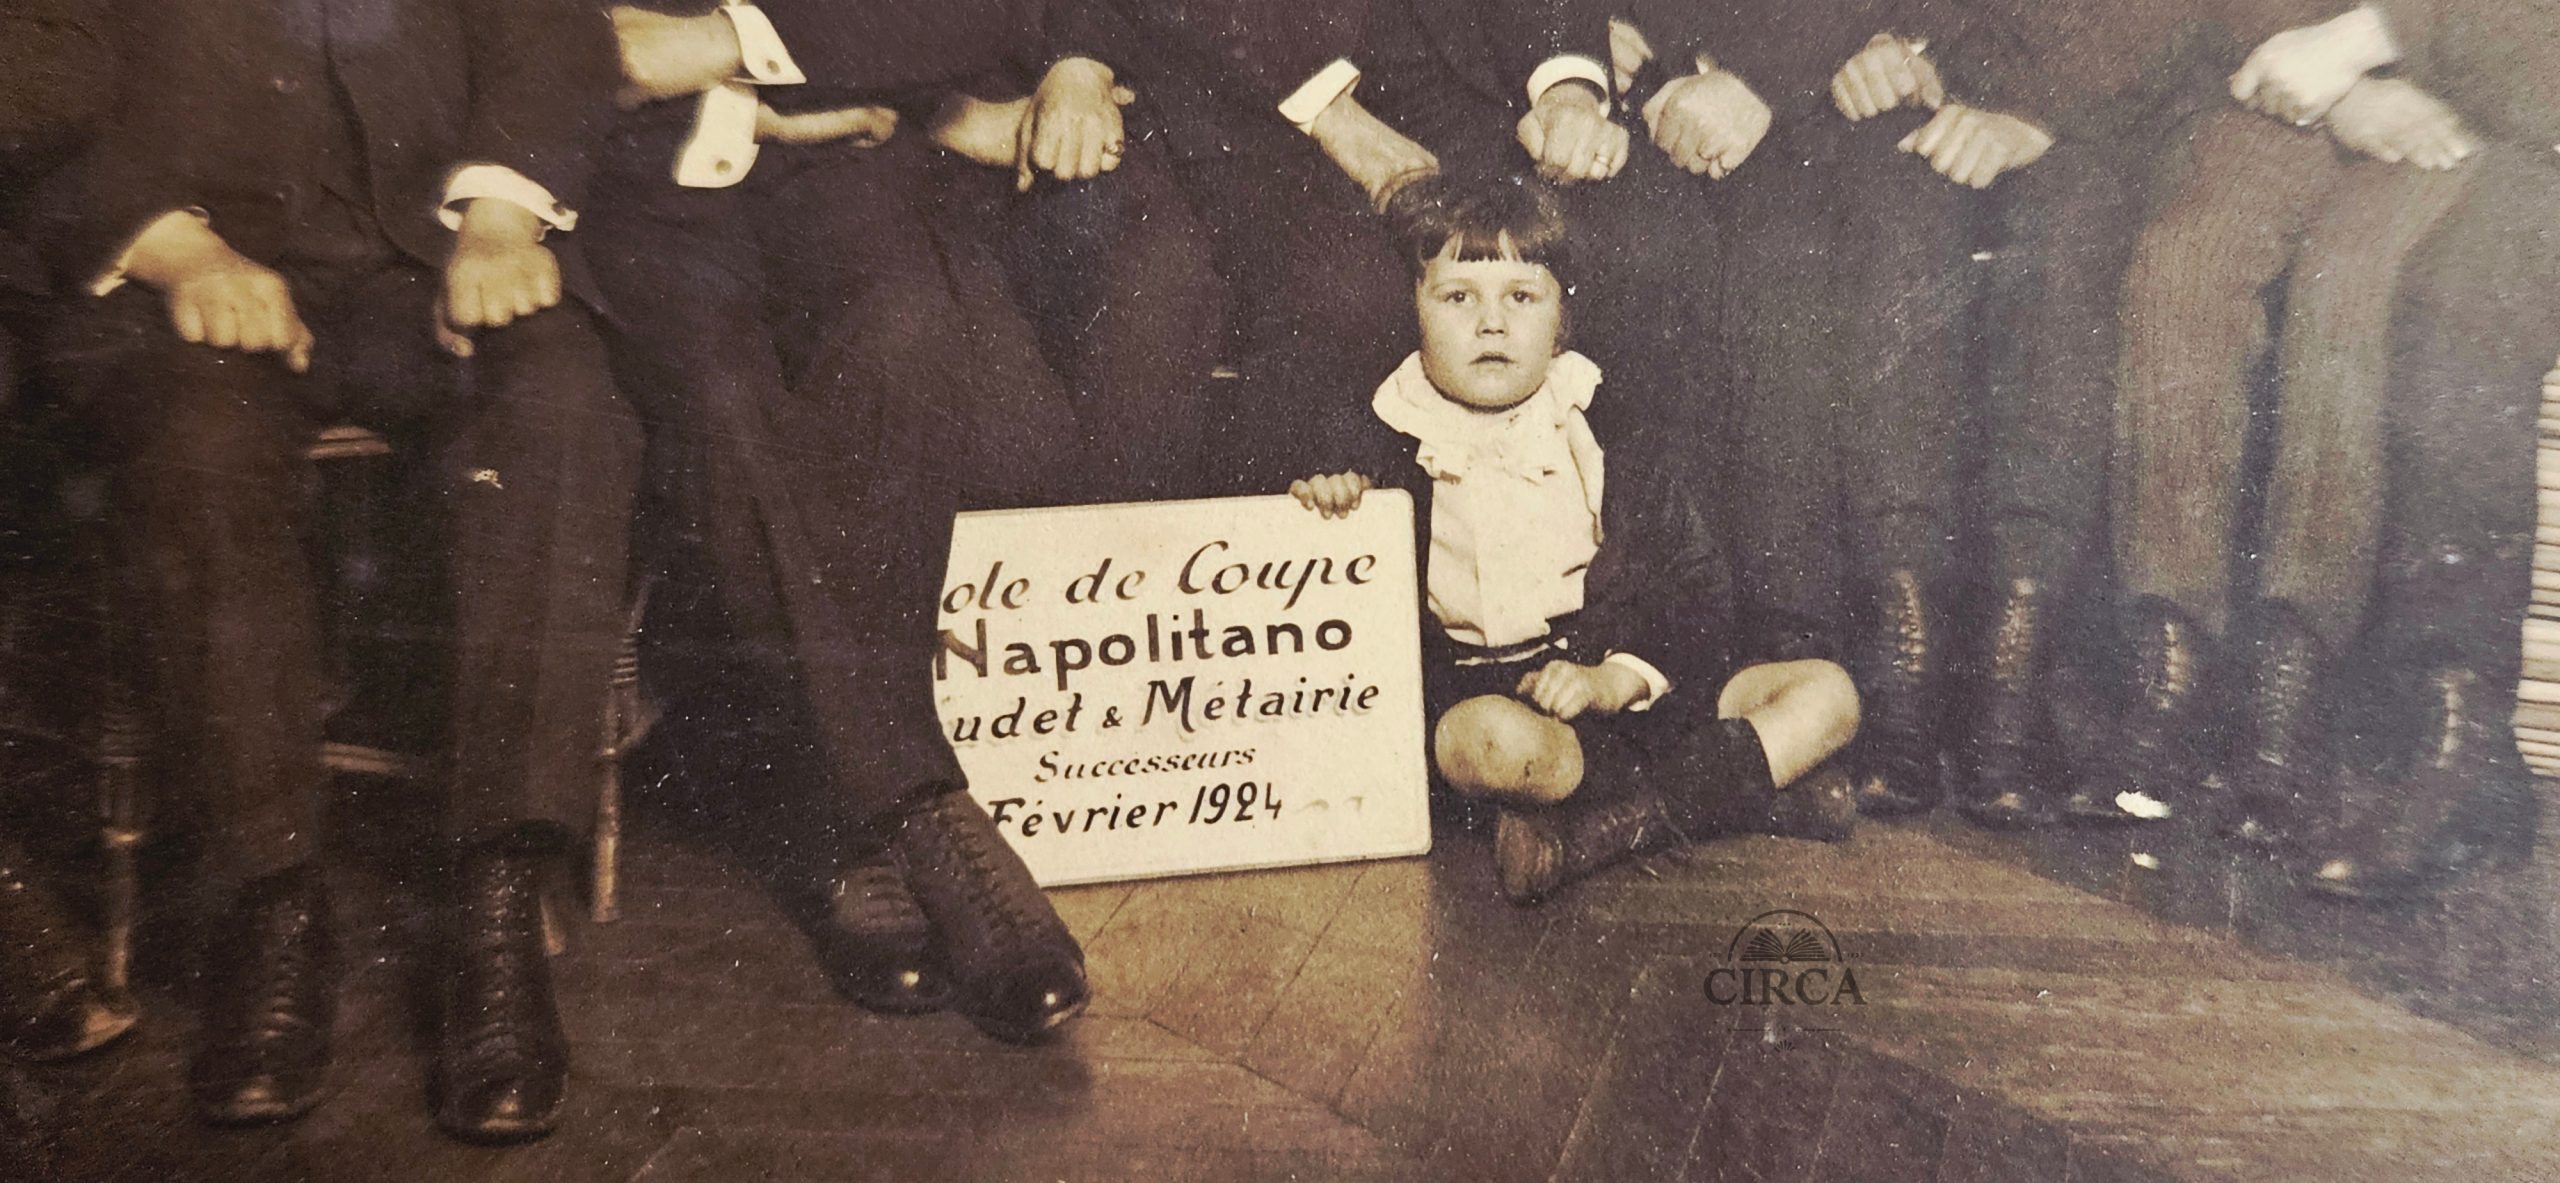 ole de Coupe
Napolitano
udet & Métairie
Successeurs
Février 1924
CIRCA